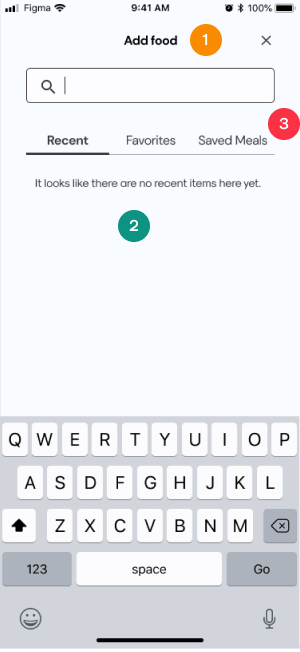 Figma 9:41 AM 100%
Add food 1
3
Recent Favorites Saved Meals
It looks like there are no recent items here yet.
2
Q W E R T Y U I O P
A S D F G H J K L
Z X C V B N M
123 space Go